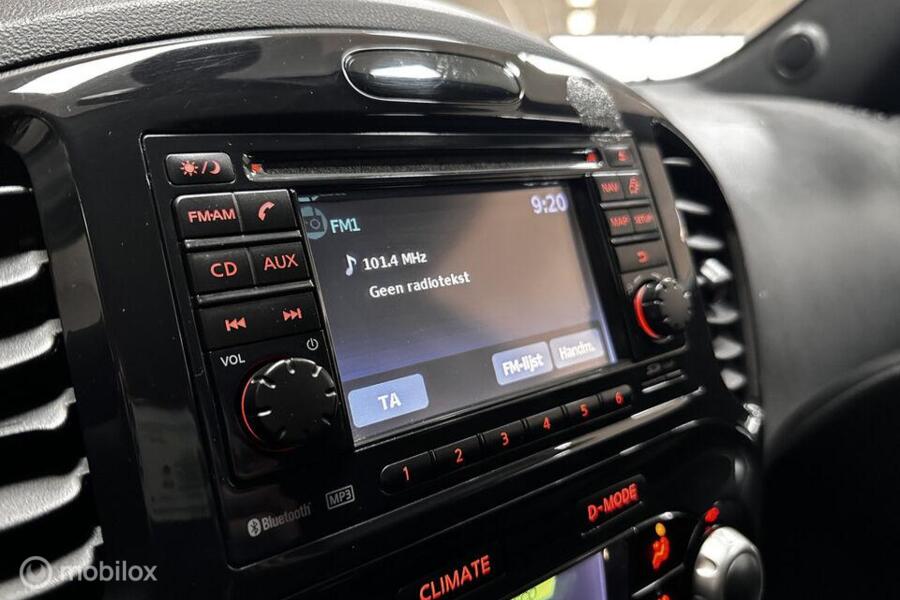 FM·AM
CD
AUX
VOL
Bluetooth
MP3
FM1
9:20
101.4 MHz
Geen radiotekst
TA
FM-lijst
Handm.
NAV
MAP
SETUP
1 2 3 4 5 6
D-MODE
CLIMATE
mobilox